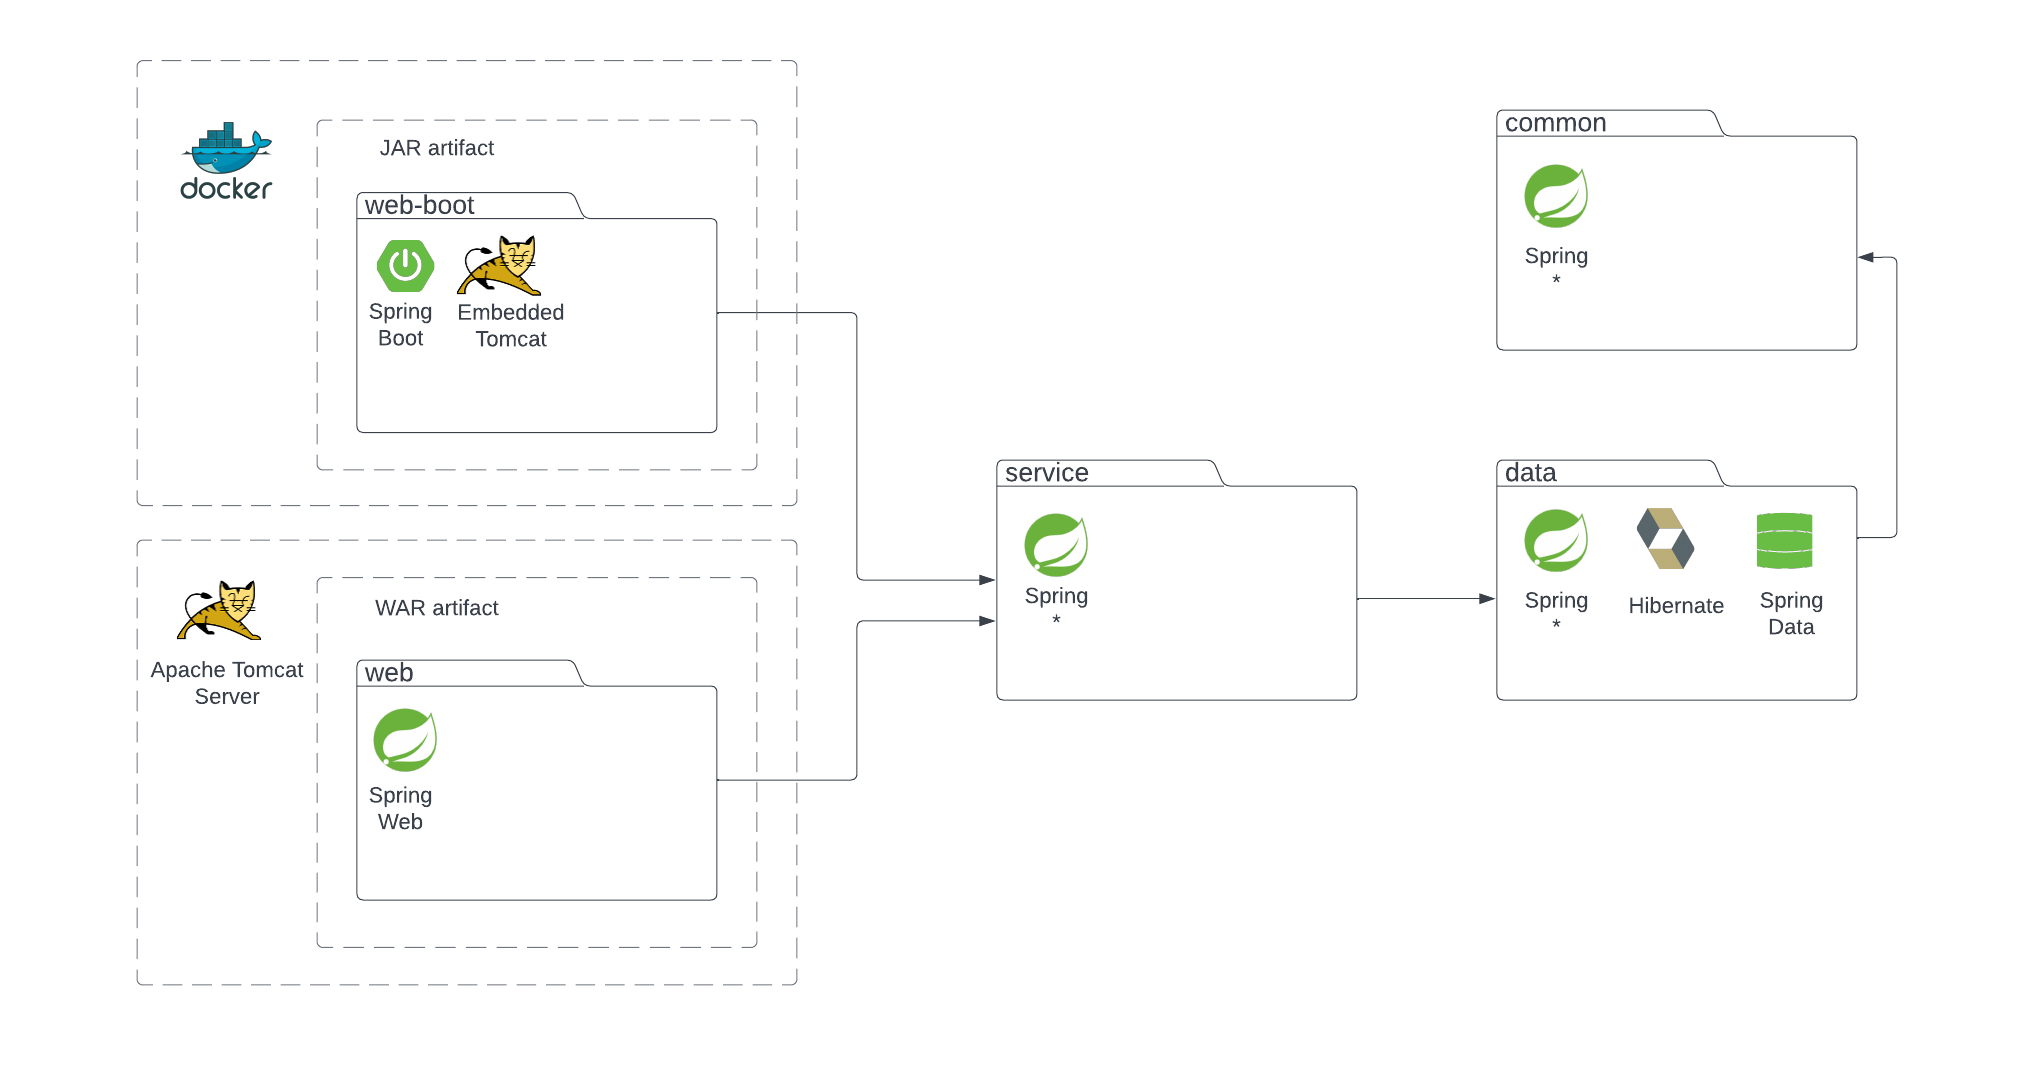 docker
JAR artifact
web-boot
Spring
Boot
Embedded
Tomcat
Apache Tomcat
Server
WAR artifact
web
Spring
Web
service
Spring
*
common
Spring
*
data
Spring
*
Hibernate
Spring
Data